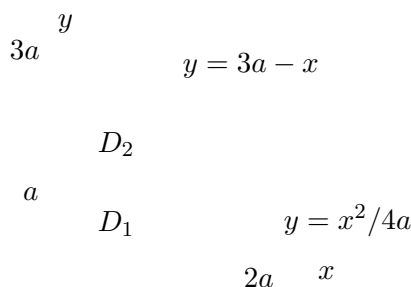 y
3a
y = 3a − x
D₂
a
D₁
y = x²/4a
2a
x